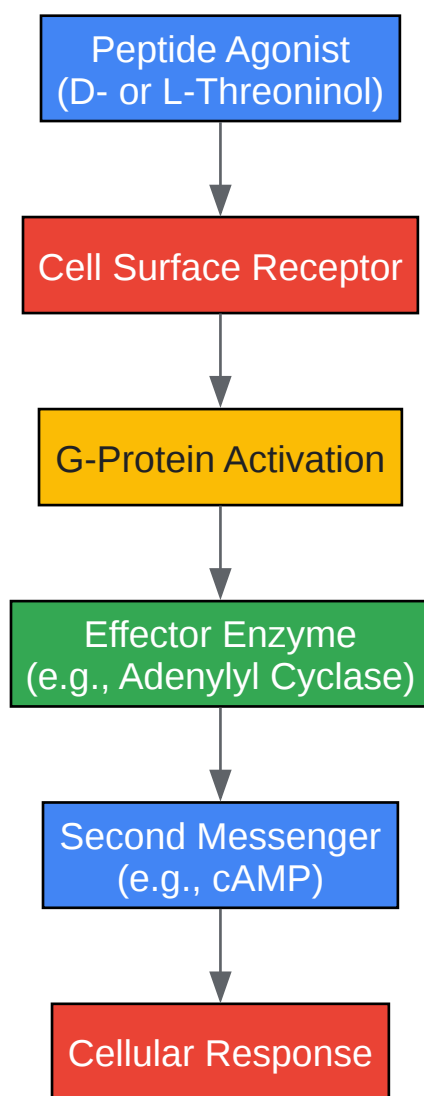 Peptide Agonist
(D- or L-Threoninol)
Cell Surface Receptor
G-Protein Activation
Effector Enzyme
(e.g., Adenylyl Cyclase)
Second Messenger
(e.g., cAMP)
Cellular Response